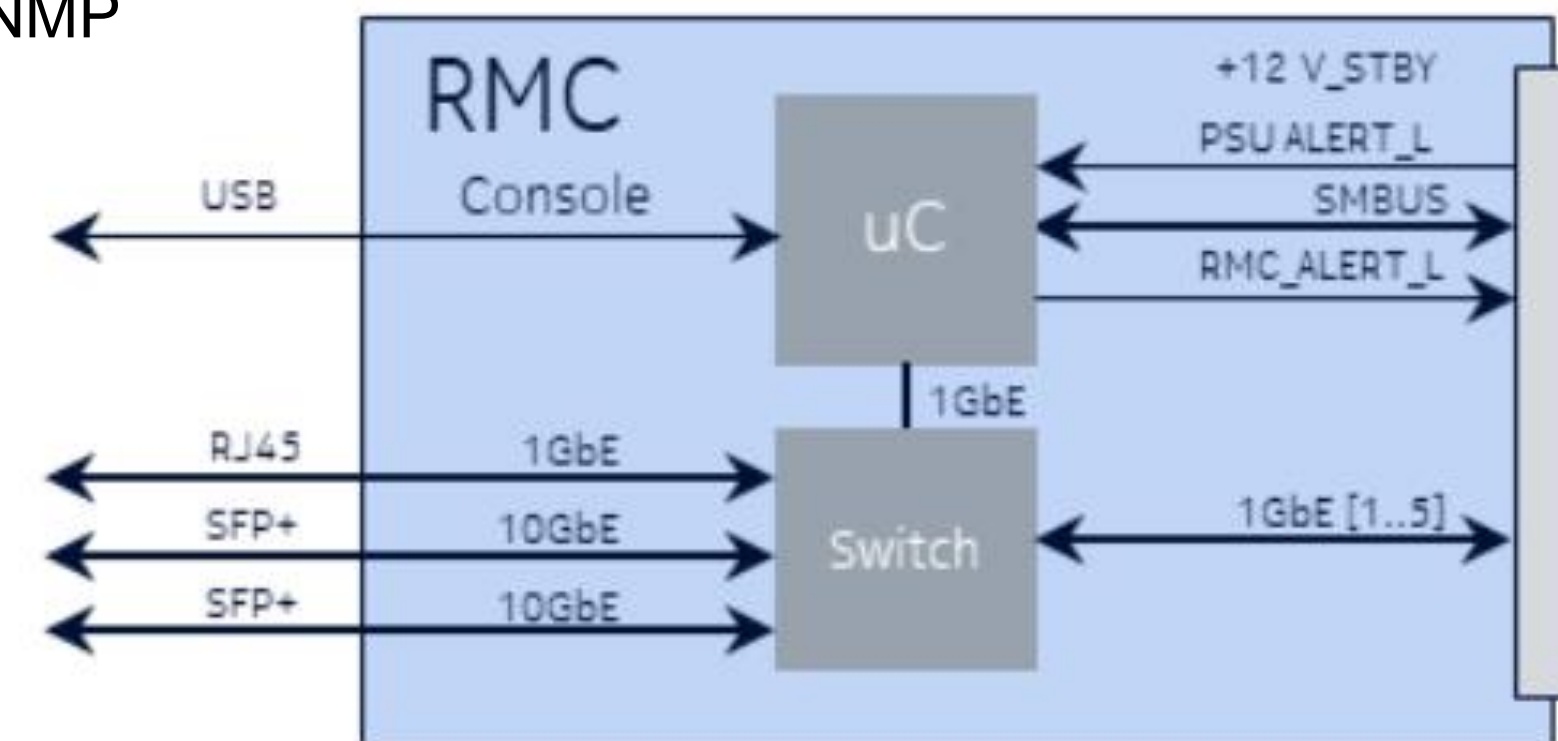 NMP
RMC
+12 V_STBY
PSU ALERT_L
USB
Console
uC
SMBUS
RMC_ALERT_L
1GbE
RJ45
1GbE
SFP+
10GbE
Switch
1GbE [1..5]
SFP+
10GbE